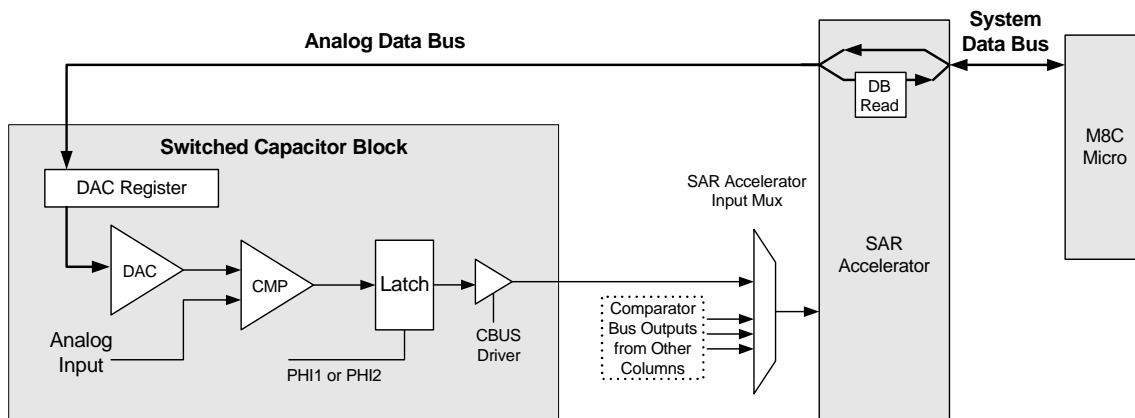 System
Data Bus
Analog Data Bus
DB
Read
M8C
Micro
Switched Capacitor Block
DAC Register
SAR Accelerator
Input Mux
SAR
Accelerator
DAC
CMP
Latch
CBUS
Driver
Analog
Input
PHI1 or PHI2
Comparator
Bus Outputs
from Other
Columns